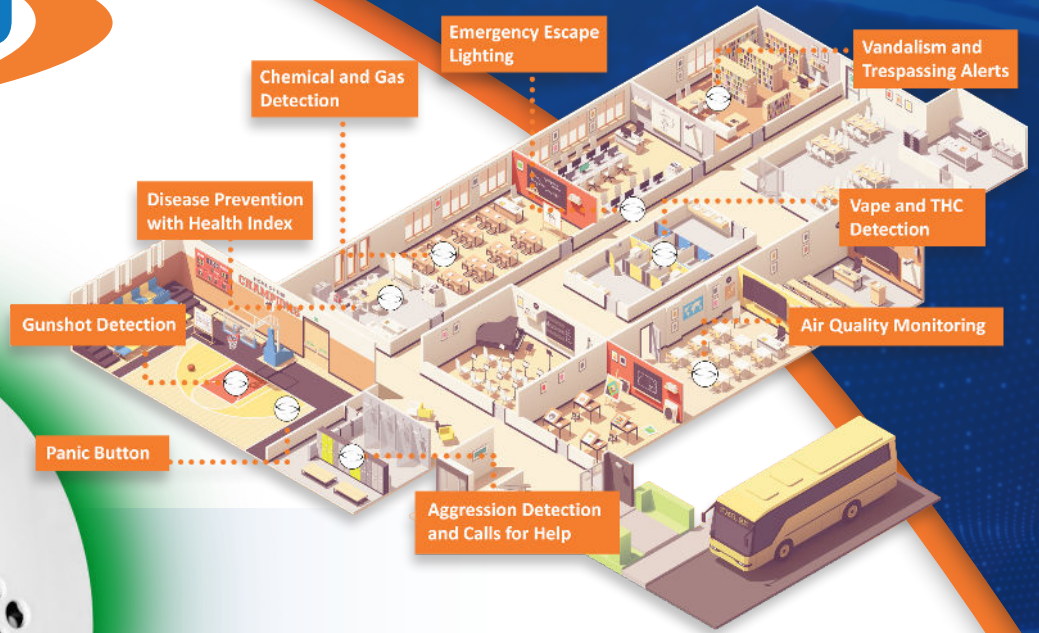 Emergency Escape
Lighting
Vandalism and
Trespassing Alerts
Chemical and Gas
Detection
Disease Prevention
with Health Index
Vape and THC
Detection
Gunshot Detection
Air Quality Monitoring
Panic Button
Aggression Detection
and Calls for Help